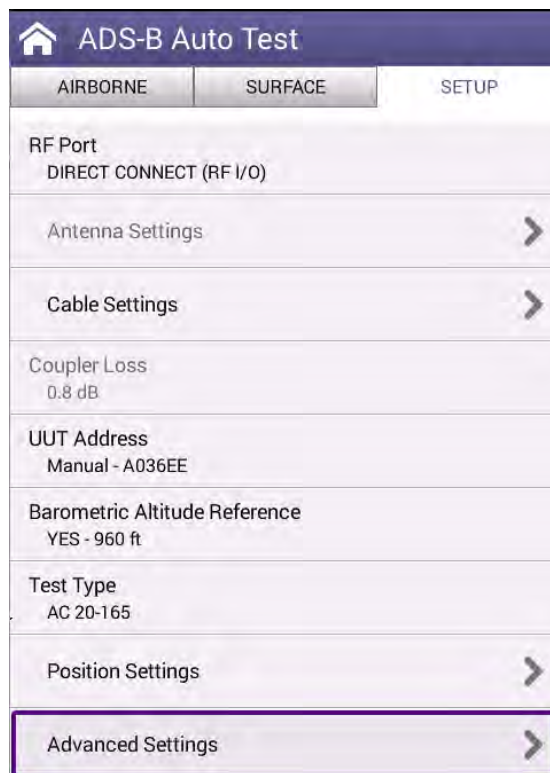 ADS-B Auto Test
AIRBORNE SURFACE SETUP
RF Port
DIRECT CONNECT (RF I/O)
Antenna Settings
Cable Settings
Coupler Loss
0.8 dB
UUT Address
Manual - A036EE
Barometric Altitude Reference
YES - 960 ft
Test Type
AC 20-165
Position Settings
Advanced Settings